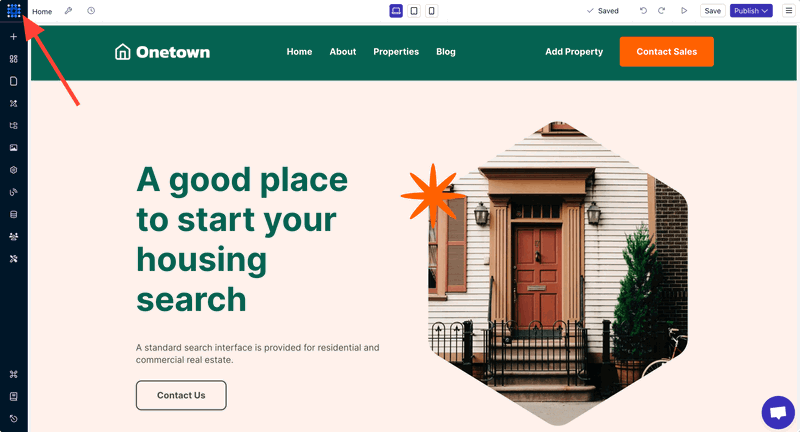 Home
Saved
Save
Publish
Onetown
Home
About
Properties
Blog
Add Property
Contact Sales
A good place
to start your
housing
search
A standard search interface is provided for residential and
commercial real estate.
Contact Us